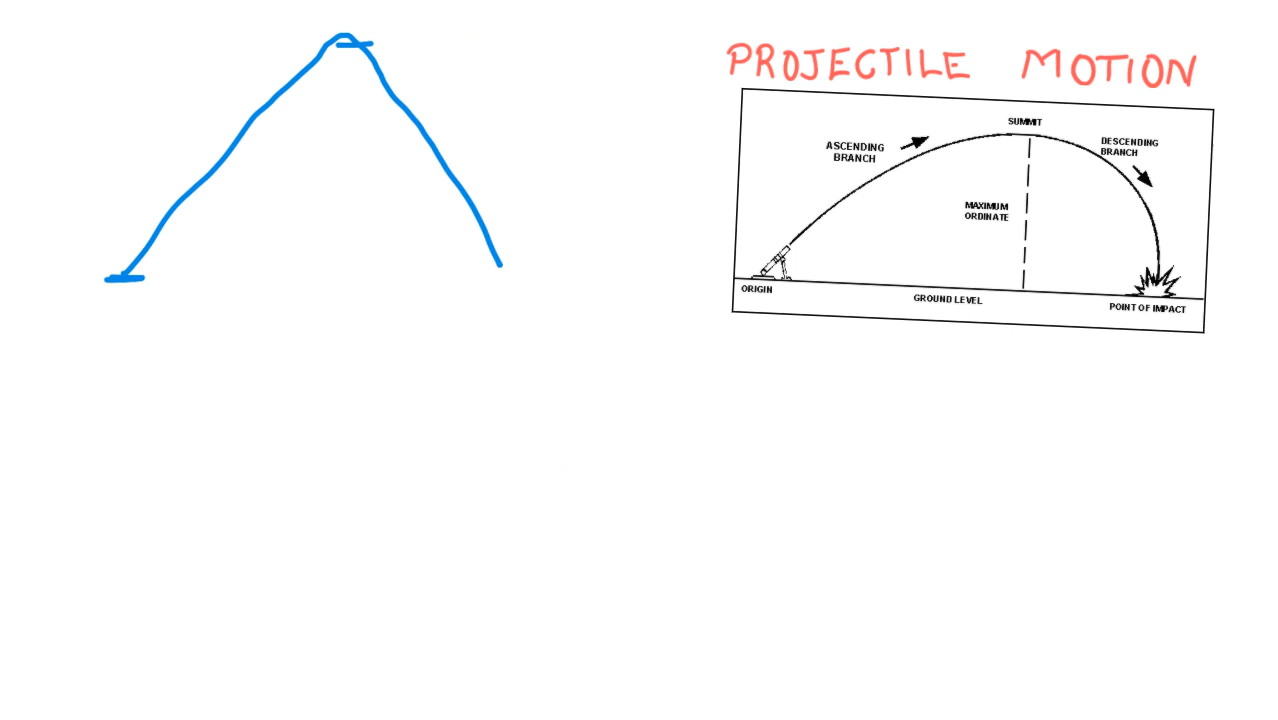 PROJECTILE MOTION
SUMMIT
ASCENDING
BRANCH
DESCENDING
BRANCH
MAXIMUM
ORDINATE
ORIGIN
GROUND LEVEL
POINT OF IMPACT